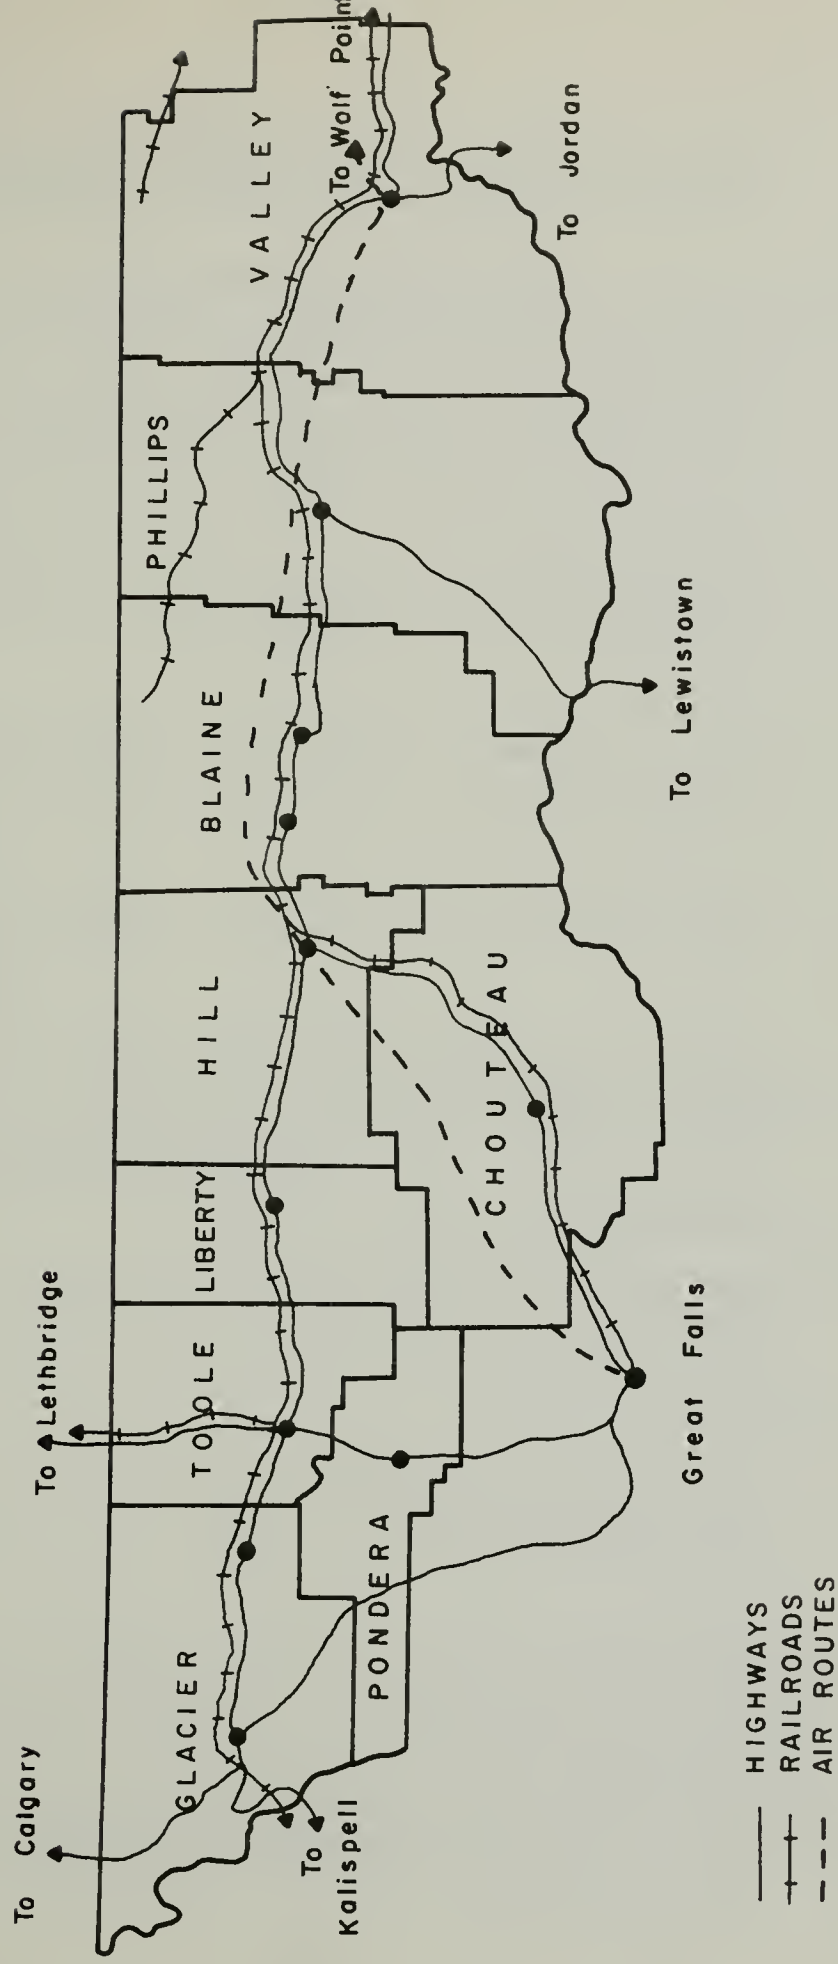 To Calgary
To Lethbridge
To Wolf Point
GLACIER
TOOLE
LIBERTY
HILL
BLAINE
PHILLIPS
VALLEY
To
Kalispell
PONDERA
CHOUTEAU
To Jordan
Great Falls
To Lewistown
HIGHWAYS
RAILROADS
AIR ROUTES